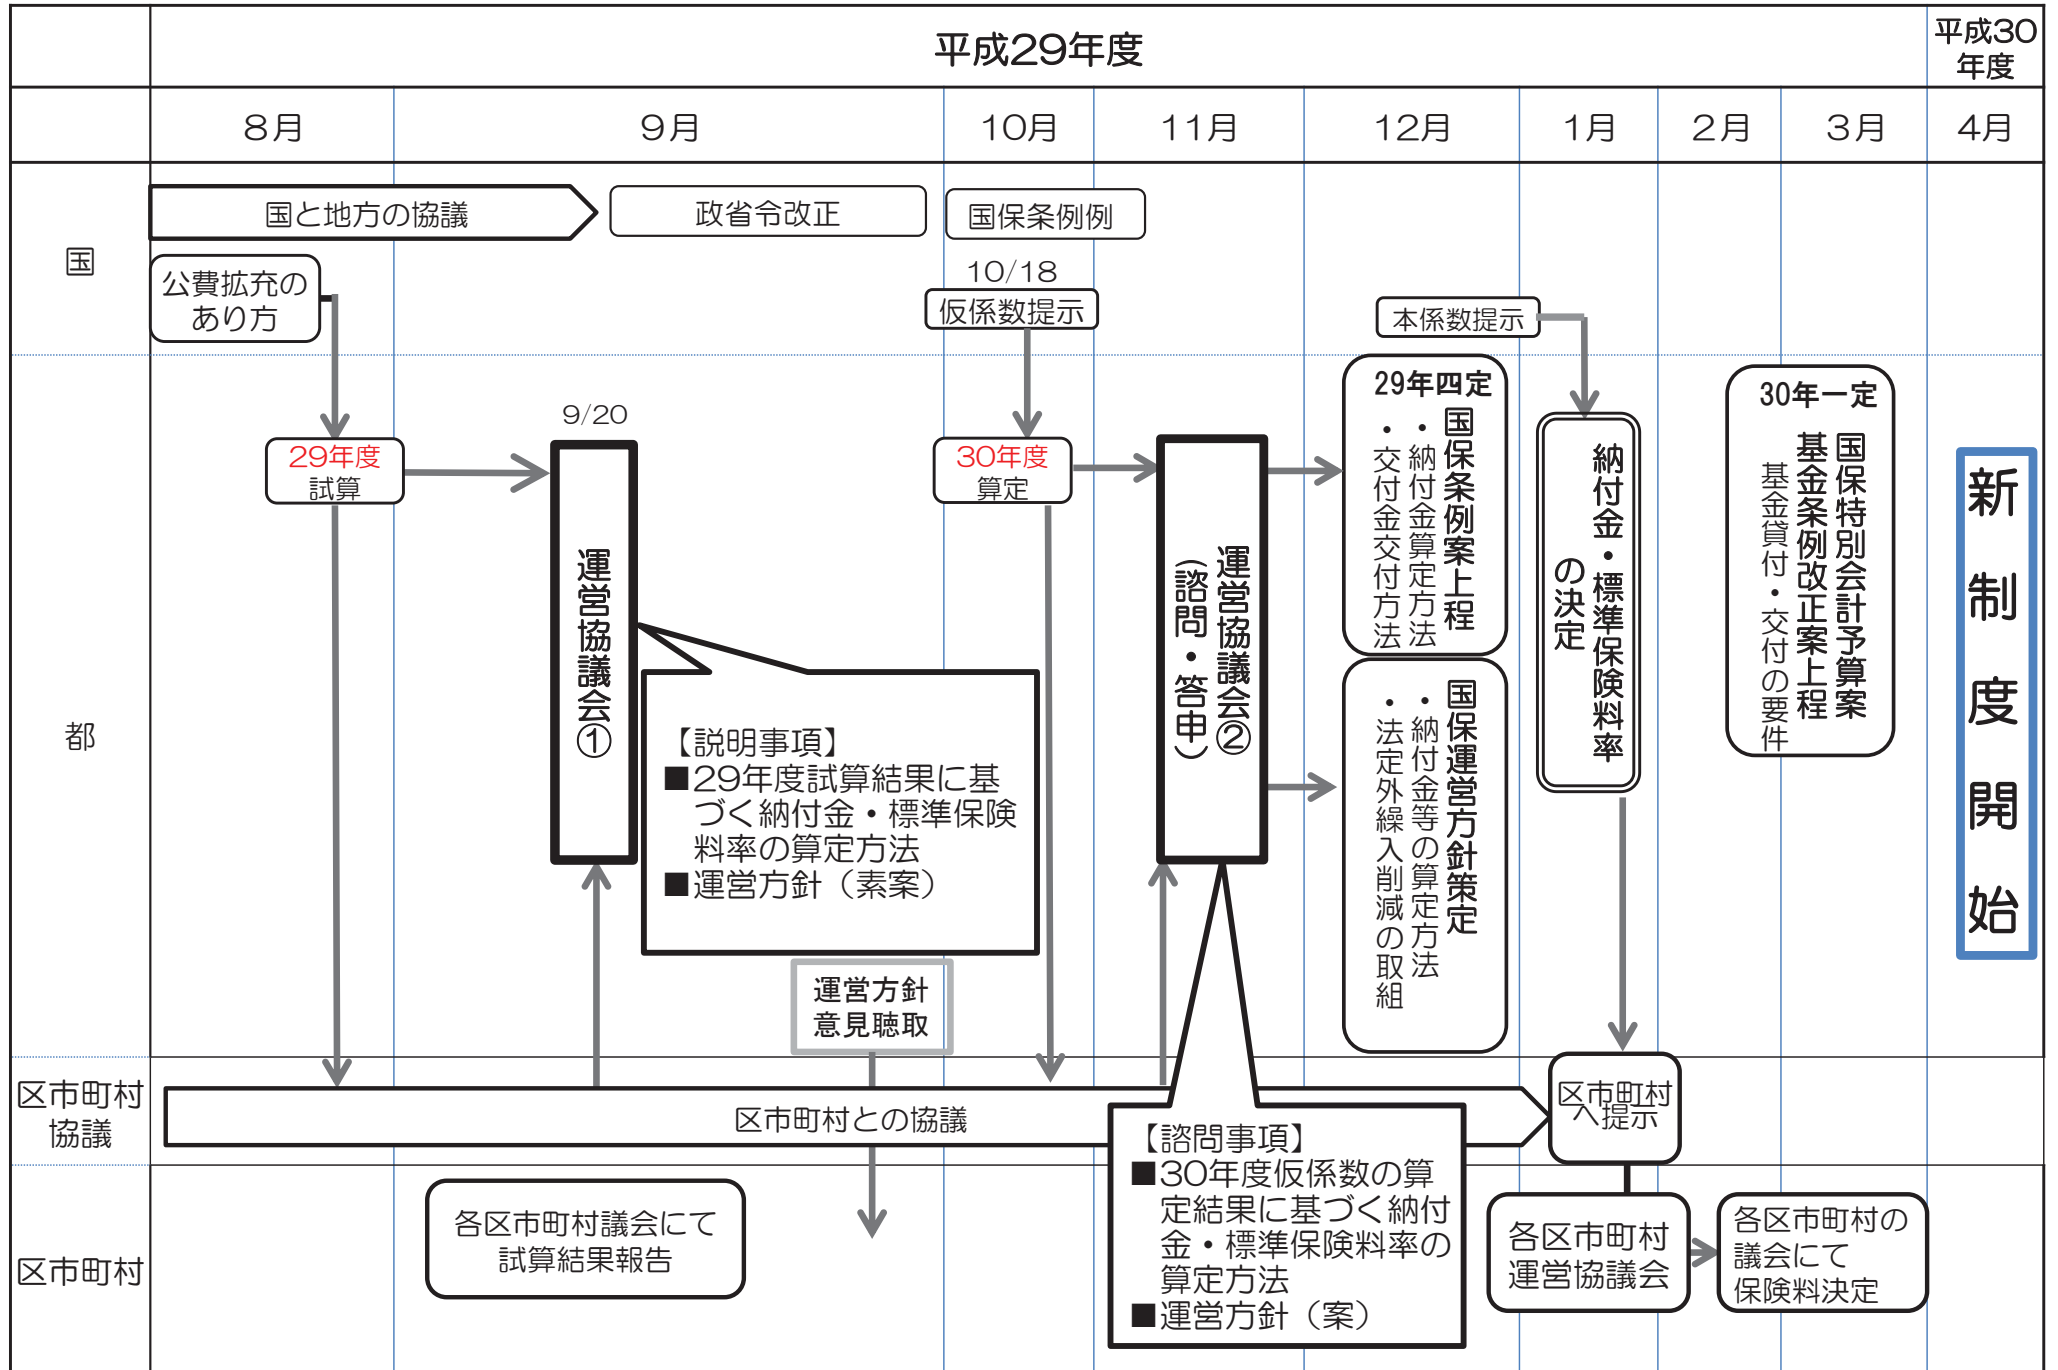 平成29年度
平成30
年度
8月
9月
10月
11月
12月
1月
2月
3月
4月
国
国と地方の協議
政省令改正
国保条例例
公費拡充の
あり方
10/18
仮係数提示
本係数提示
都
29年度
試算
9/20
運営協議会①
【説明事項】
■29年度試算結果に基
づく納付金・標準保険
料率の算定方法
■運営方針（素案）
運営方針
意見聴取
30年度
算定
運営協議会②
（諮問・答申）
29年四定
国保条例案上程
・納付金算定方法
・交付金交付方法
国保運営方針策定
・納付金等の算定方法
・法定外繰入削減の取組
納付金・標準保険料率
の決定
30年一定
国保特別会計予算案
基金条例改正案上程
基金貸付・交付の要件
新制度開始
区市町村
協議
区市町村との協議
区市町村
へ提示
【諮問事項】
■30年度仮係数の算
定結果に基づく納付
金・標準保険料率の
算定方法
■運営方針（案）
区市町村
各区市町村議会にて
試算結果報告
各区市町村
運営協議会
各区市町村の
議会にて
保険料決定